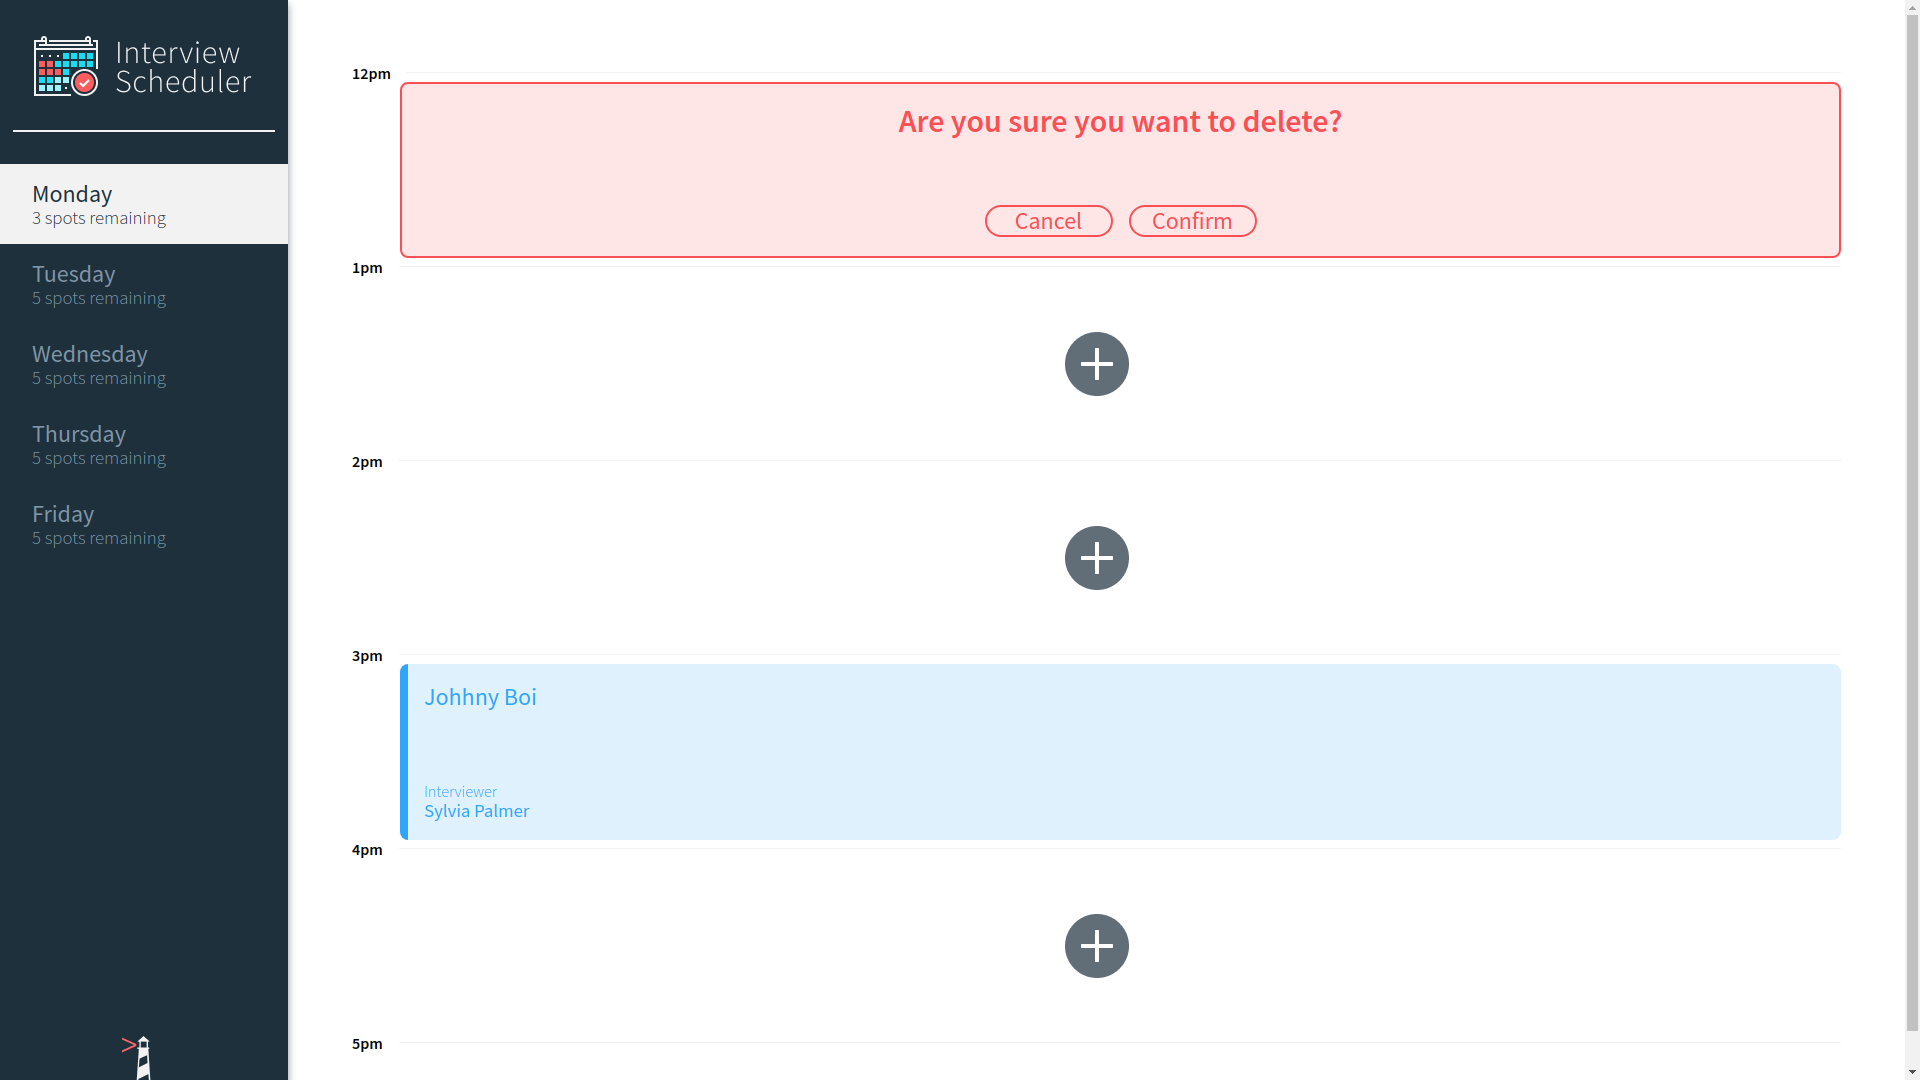 Interview
Scheduler
Monday
3 spots remaining
Tuesday
5 spots remaining
Wednesday
5 spots remaining
Thursday
5 spots remaining
Friday
5 spots remaining
12pm
Are you sure you want to delete?
Cancel Confirm
1pm
2pm
3pm
Johhny Boi
Interviewer
Sylvia Palmer
4pm
5pm